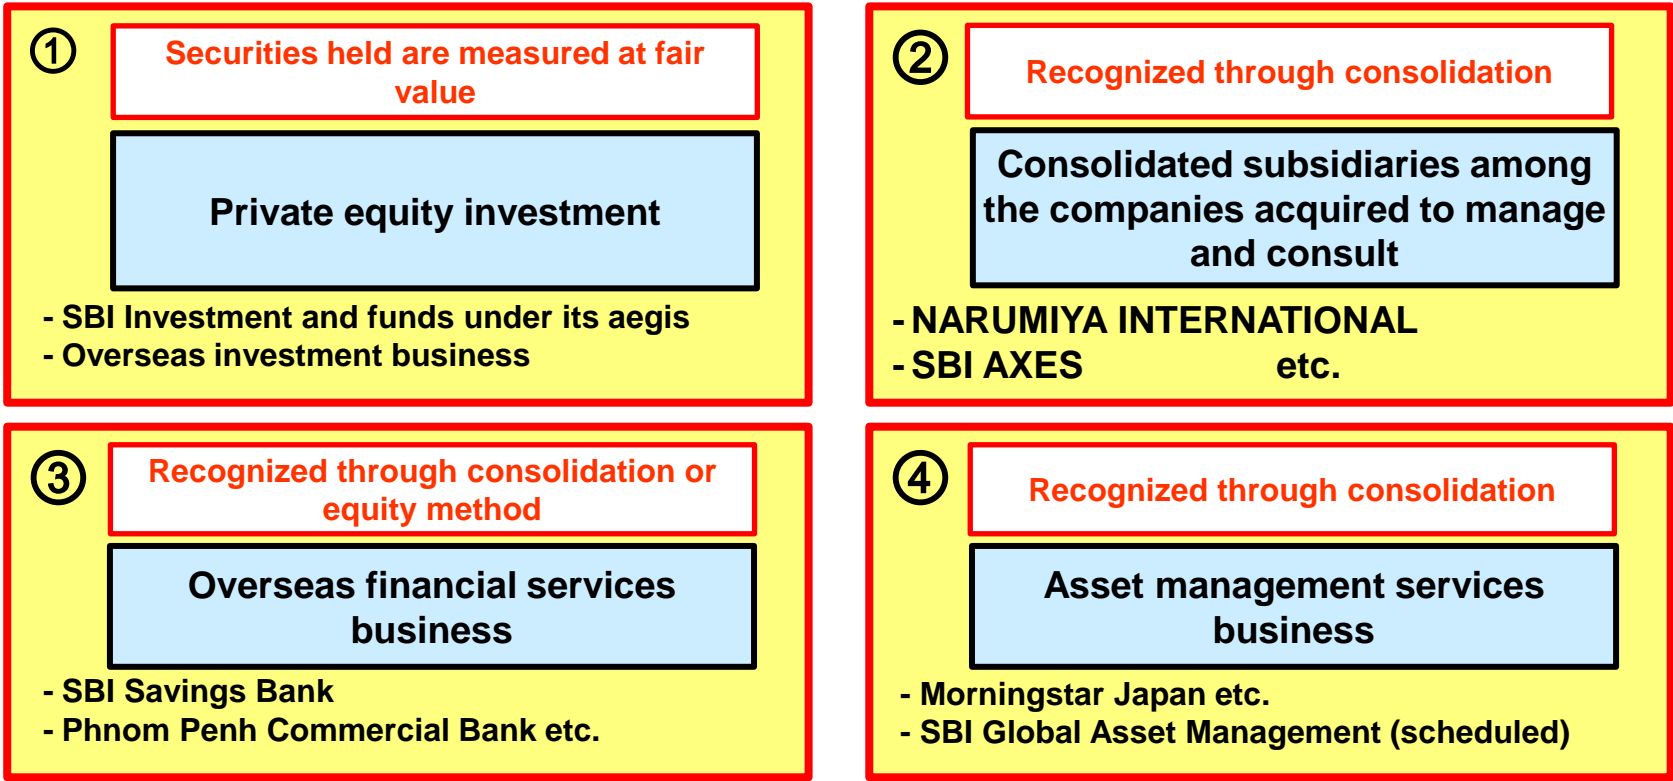 ①
Securities held are measured at fair
value
Private equity investment
- SBI Investment and funds under its aegis
- Overseas investment business
②
Recognized through consolidation
Consolidated subsidiaries among
the companies acquired to manage
and consult
- NARUMIYA INTERNATIONAL
- SBI AXES etc.
③
Recognized through consolidation or
equity method
Overseas financial services
business
- SBI Savings Bank
- Phnom Penh Commercial Bank etc.
④
Recognized through consolidation
Asset management services
business
- Morningstar Japan etc.
- SBI Global Asset Management (scheduled)